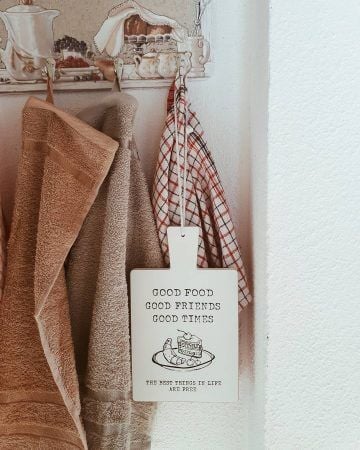 GOOD FOOD
GOOD FRIENDS
GOOD TIMES
THE BEST THINGS IN LIFE
ARE FREE